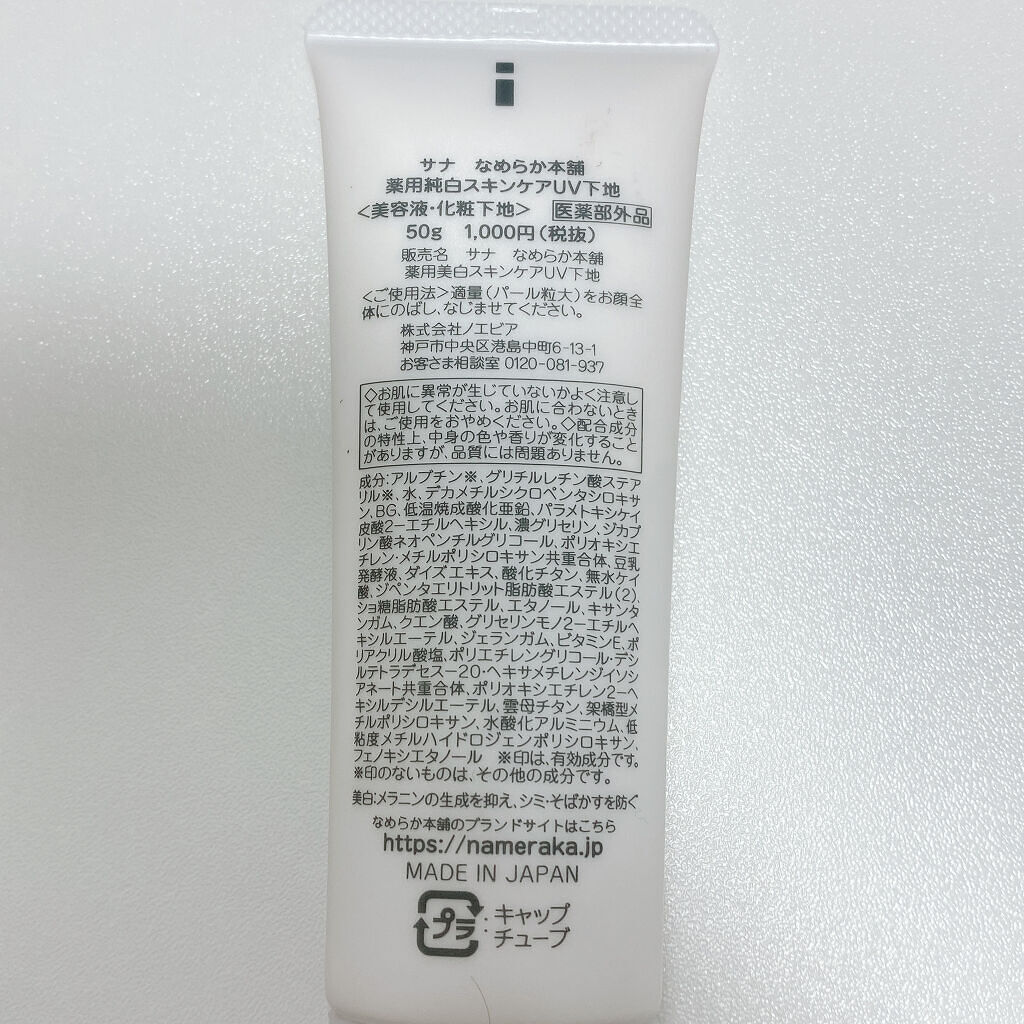 サナ なめらか本舗
薬用純白スキンケアUV下地
<美容液・化粧下地> 医薬部外品
50g 1,000円(税抜)
販売名 サナ なめらか本舗
薬用美白スキンケアUV下地
<ご使用法>適量(パール粒大)をお顔全
体にのばし、なじませてください。
株式会社ノエビア
神戸市中央区港島中町6-13-1
お客さま相談室 0120-081-937
◇お肌に異常が生じていないかよく注意し
て使用してください。お肌に合わないとき
は、ご使用をおやめください。◇配合成分
の特性上、中身の色や香りが変化すること
がありますが、品質には問題ありません。
成分:アルブチン※、グリチルレチン酸ステア
リル※、水、デカメチルシクロペンタシロキサ
ン、BG、低温焼成酸化亜鉛、パラメトキシケイ
皮酸2-エチルヘキシル、濃グリセリン、ジカプ
リン酸ネオペンチルグリコール、ポリオキシエ
チレン・メチルポリシロキサン共重合体、豆乳
発酵液、ダイズエキス、酸化チタン、無水ケイ
酸、ジペンタエリトリット脂肪酸エステル(2)、
ショ糖脂肪酸エステル、エタノール、キサンタ
ンガム、クエン酸、グリセリンモノ2-エチルヘ
キシルエーテル、ジェランガム、ビタミンE、ポ
リアクリル酸塩、ポリエチレングリコール・デシ
ルテトラデセス-20・ヘキサメチレンジイソシ
アネート共重合体、ポリオキシエチレン2-ヘ
キシルデシルエーテル、雲母チタン、架橋型メ
チルポリシロキサン、水酸化アルミニウム、低
粘度メチルハイドロジェンポリシロキサン、
フェノキシエタノール ※印は、有効成分です。
※印のないものは、その他の成分です。
美白:メラニンの生成を抑え、シミ・そばかすを防ぐ
なめらか本舗のブランドサイトはこちら
https://nameraka.jp
MADE IN JAPAN
プラ:キャップ
:チューブ